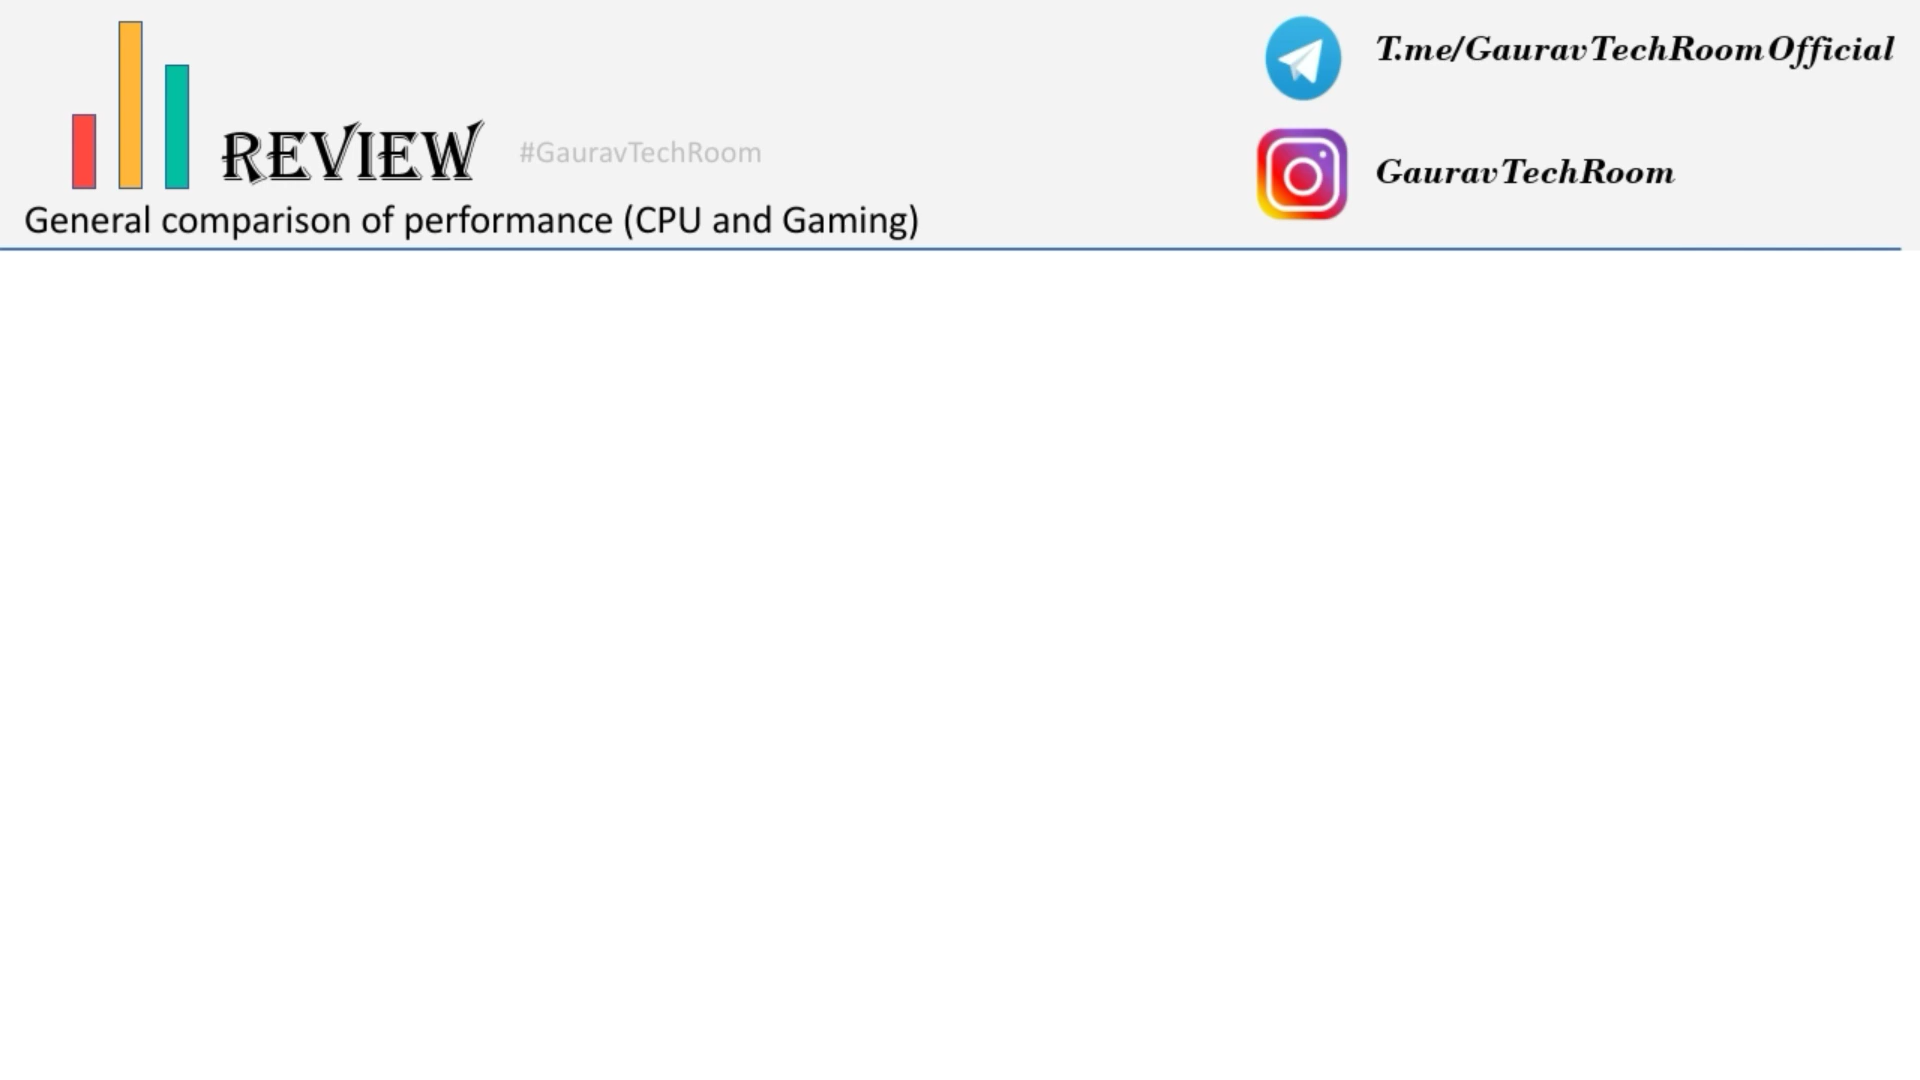 REVIEW #GauravTechRoom
General comparison of performance (CPU and Gaming)
T.me/GauravTechRoomOfficial
GauravTechRoom